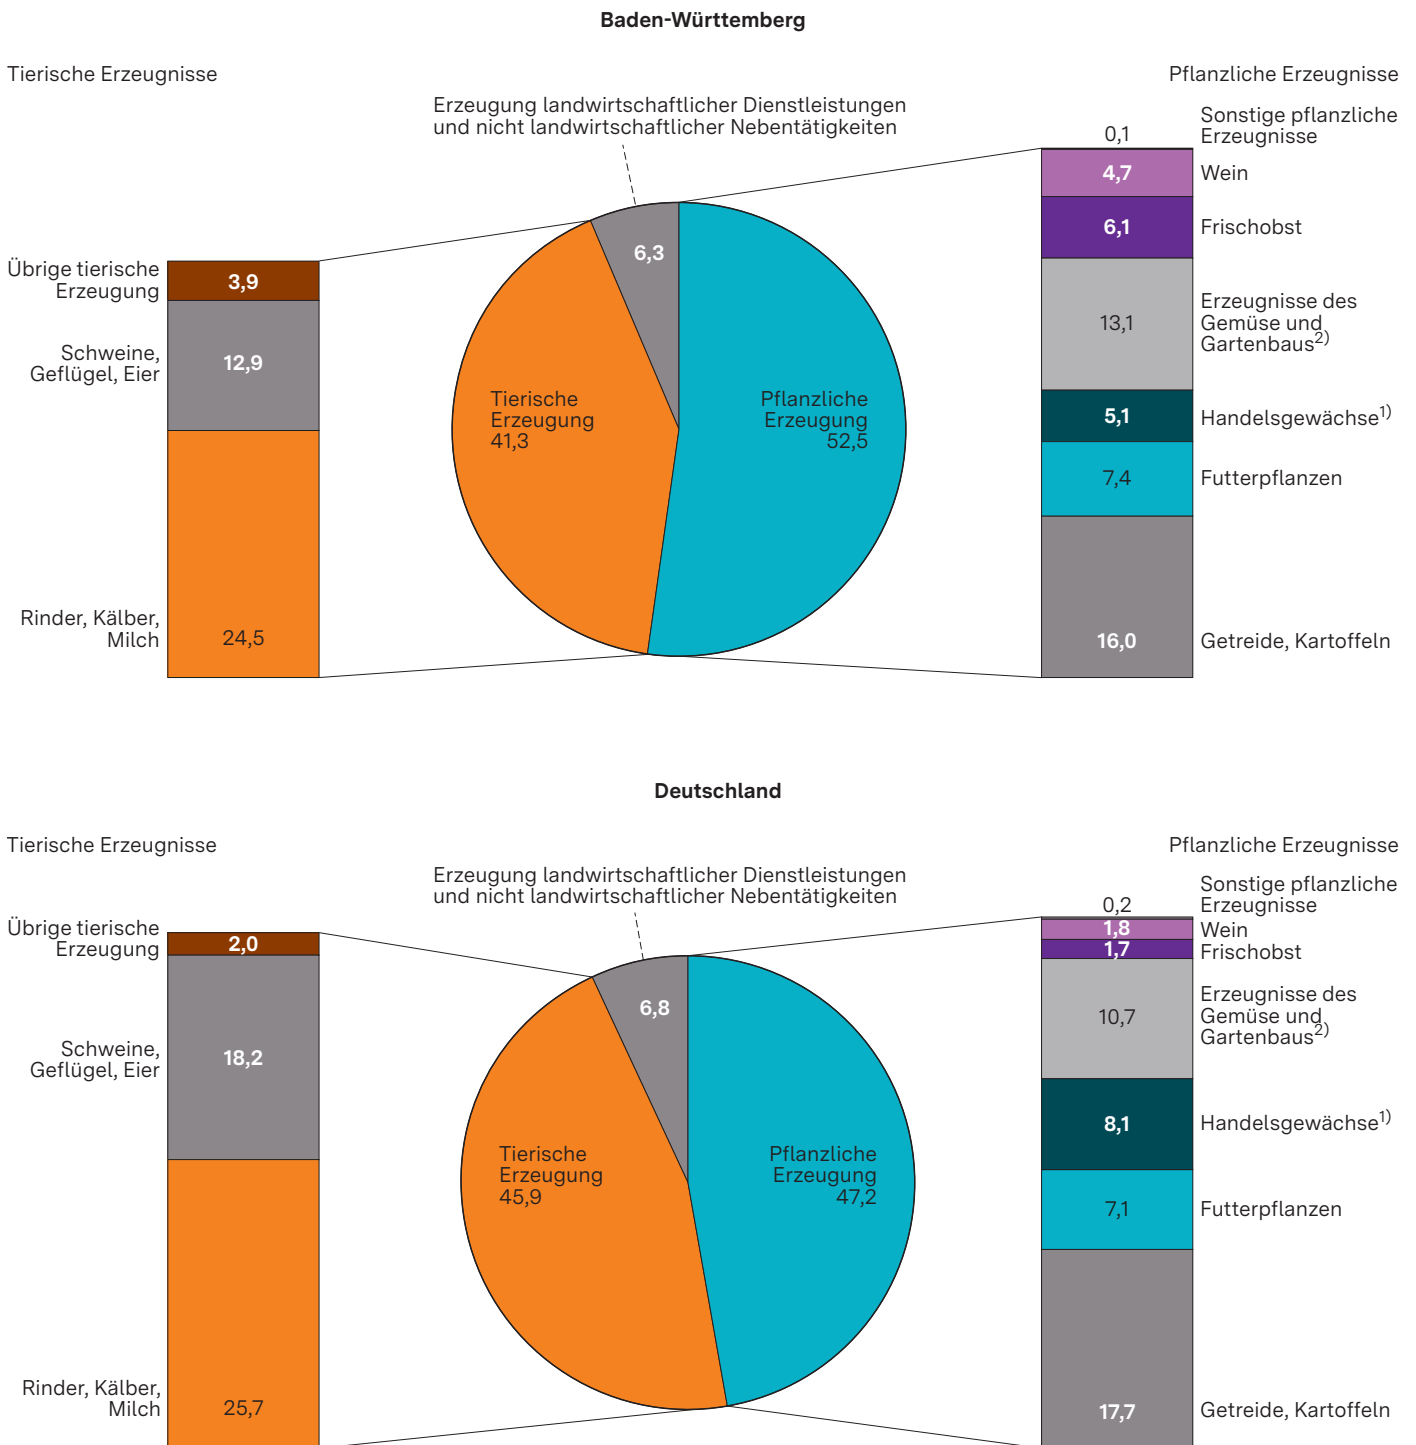 Baden-Württemberg
Tierische Erzeugnisse
Pflanzliche Erzeugnisse
Erzeugung landwirtschaftlicher Dienstleistungen
und nicht landwirtschaftlicher Nebentätigkeiten
Übrige tierische
Erzeugung
3,9
Schweine,
Geflügel, Eier
12,9
Rinder, Kälber,
Milch
24,5
6,3
Tierische
Erzeugung
41,3
Pflanzliche
Erzeugung
52,5
0,1
Sonstige pflanzliche
Erzeugnisse
4,7
Wein
6,1
Frischobst
13,1
Erzeugnisse des
Gemüse und
Gartenbaus2)
5,1
Handelsgewächse1)
7,4
Futterpflanzen
16,0
Getreide, Kartoffeln
Deutschland
Tierische Erzeugnisse
Pflanzliche Erzeugnisse
Erzeugung landwirtschaftlicher Dienstleistungen
und nicht landwirtschaftlicher Nebentätigkeiten
Übrige tierische
Erzeugung
2,0
Schweine,
Geflügel, Eier
18,2
Rinder, Kälber,
Milch
25,7
6,8
Tierische
Erzeugung
45,9
Pflanzliche
Erzeugung
47,2
0,2
Sonstige pflanzliche
Erzeugnisse
1,8
Wein
1,7
Frischobst
10,7
Erzeugnisse des
Gemüse und
Gartenbaus2)
8,1
Handelsgewächse1)
7,1
Futterpflanzen
17,7
Getreide, Kartoffeln